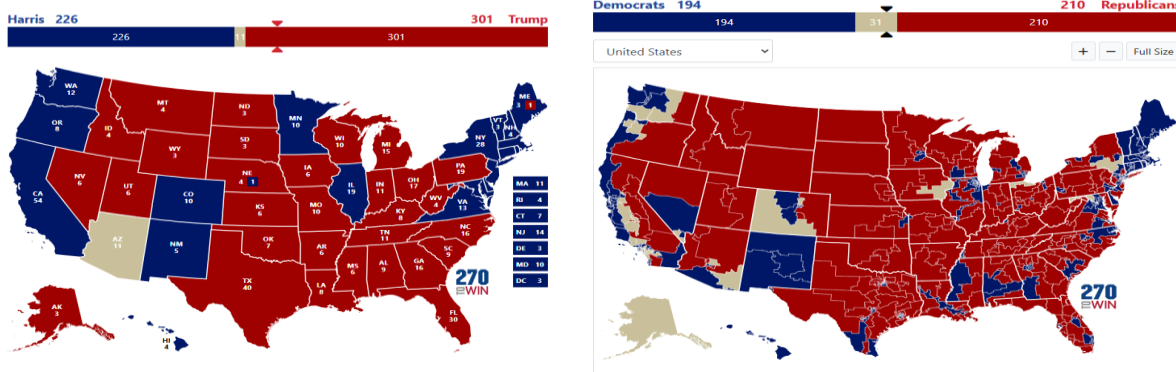 Harris 226
301 Trump
226
11
301
WA
12
OR
8
CA
54
NV
6
ID
4
MT
4
WY
3
UT
6
AZ
11
CO
10
NM
5
ND
3
SD
3
NE
4 1
KS
6
OK
7
TX
40
MN
10
IA
6
MO
10
AR
6
LA
8
WI
10
IL
19
MI
15
IN
11
OH
17
KY
8
TN
11
MS
6
AL
9
GA
16
FL
30
SC
9
NC
16
VA
13
WV
4
PA
19
NY
28
VT
3
NH
4
ME
3 1
MA 11
RI 4
CT 7
NJ 14
DE 3
MD 10
DC 3
AK
3
HI
4
270
TO
WIN
Democrats 194
210 Republicans
194
31
210
United States
+
−
Full Size
270
TO
WIN